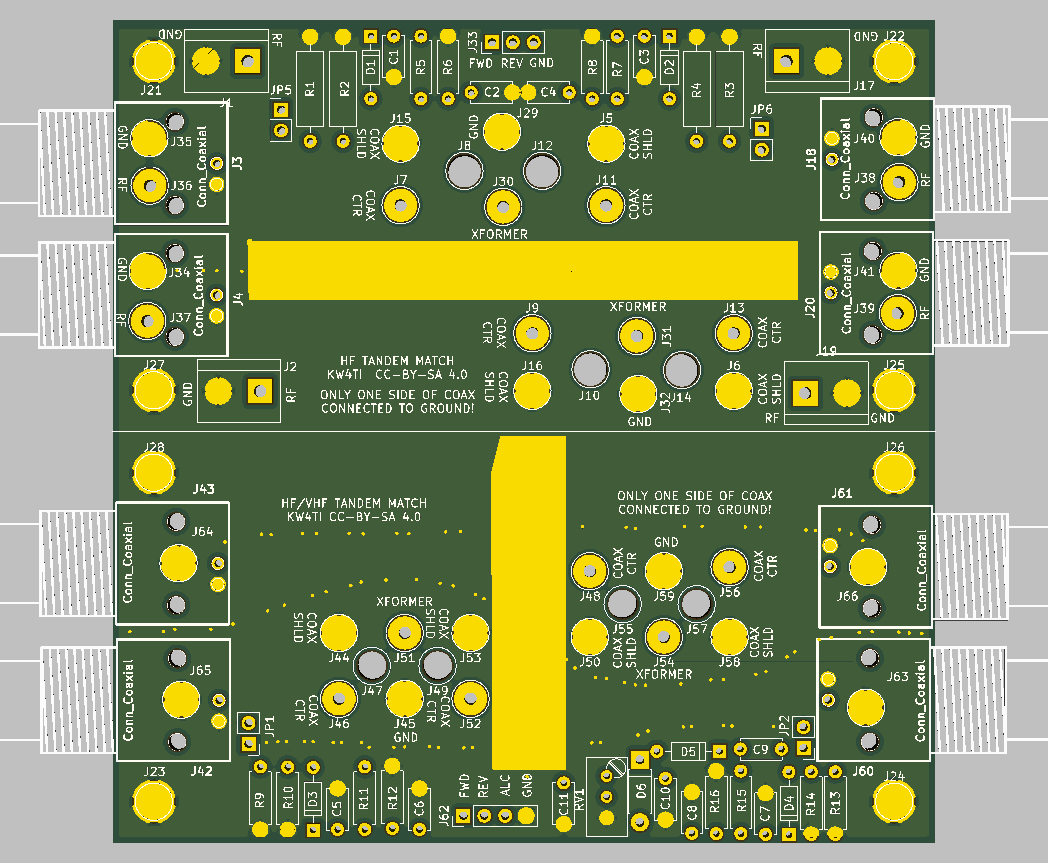 GND
RF
J21
J1
JP5
R1
R2
D1
C1
R5
R6
J33
FWD REV GND
R8
R7
C3
D2
R4
R3
RF
GND
J22
J17
JP6
C2
C4
J29
GND
J15
COAX
SHLD
J8
J12
J5
COAX
SHLD
GND
J35
Conn_Coaxial
J3
RF
J36
J7
COAX
CTR
J30
XFORMER
J11
COAX
CTR
J18
J40
Conn_Coaxial
GND
J38
RF
GND
J34
Conn_Coaxial
J4
RF
J37
J20
J41
Conn_Coaxial
GND
J39
RF
J9
COAX
CTR
XFORMER
J31
J13
COAX
CTR
J27
GND
J2
RF
HF TANDEM MATCH
KW4TI CC-BY-SA 4.0
ONLY ONE SIDE OF COAX
CONNECTED TO GROUND!
J16
COAX
SHLD
J10
J32
GND
J14
J6
COAX
SHLD
J19
RF
GND
J25
J28
J26
J43
J64
Conn_Coaxial
HF/VHF TANDEM MATCH
KW4TI CC-BY-SA 4.0
ONLY ONE SIDE OF COAX
CONNECTED TO GROUND!
J61
J66
Conn_Coaxial
GND
J48
COAX
CTR
J59
J56
COAX
CTR
J55
J57
XFORMER
COAX
SHLD
J44
J51
COAX
SHLD
J53
J47
J49
J50
COAX
SHLD
J54
XFORMER
J58
COAX
SHLD
J65
Conn_Coaxial
J42
COAX
CTR
J46
J45
GND
COAX
CTR
J52
J63
Conn_Coaxial
J60
JP1
JP2
D5
C9
J23
R9
R10
D3
C5
R11
R12
C6
J62
FWD
REV
ALC
GND
C11
RV1
D6
C10
C8
R16
R15
C7
D4
R14
R13
J24